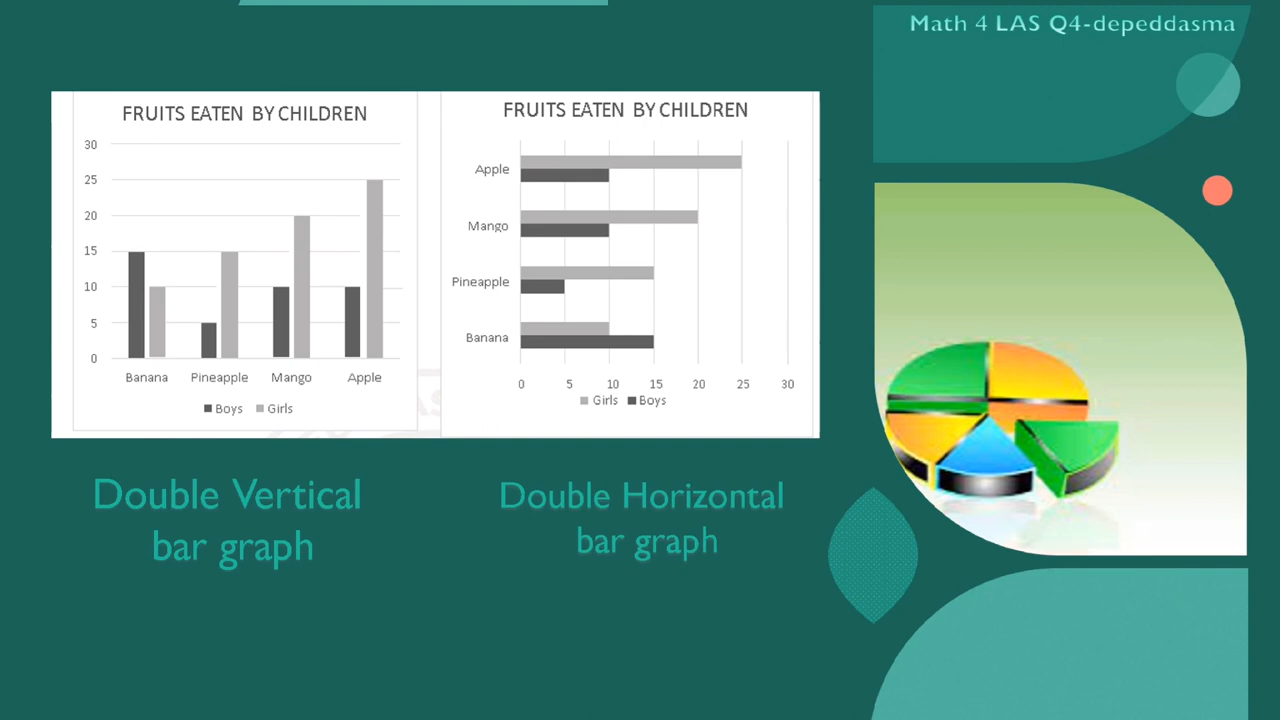 Math 4 LAS Q4-depeddasma
FRUITS EATEN BY CHILDREN
30
25
20
15
10
5
0
Banana Pineapple Mango Apple
Boys Girls
FRUITS EATEN BY CHILDREN
Apple
Mango
Pineapple
Banana
0 5 10 15 20 25 30
Girls Boys
Double Vertical
bar graph
Double Horizontal
bar graph